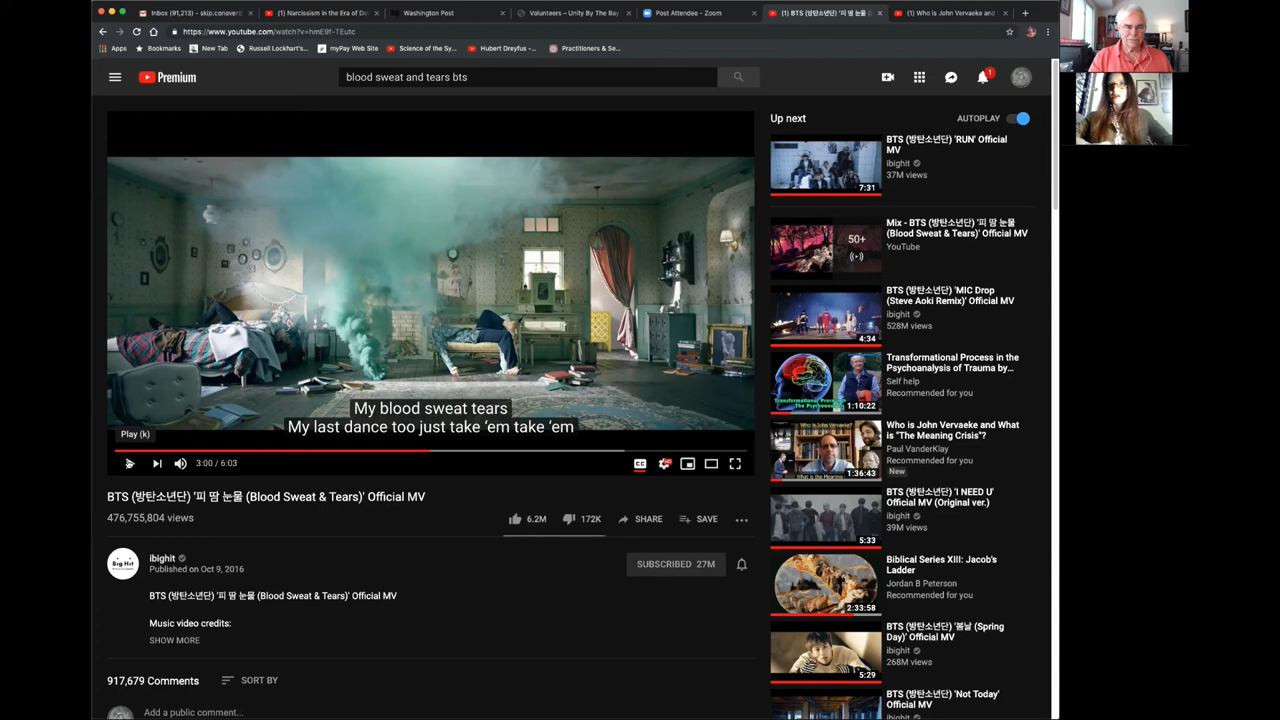 Inbox (91,213) - skip.conover
(1) Narcissism in the Era of Do
Washington Post
Volunteers – Unity By The Bay
Post Attendee - Zoom
(1) BTS (방탄소년단) '피 땀 눈물
(1) Who is John Vervaeke and
https://www.youtube.com/watch?v=hmE9f-TEutc
Apps
Bookmarks
New Tab
Russell Lockhart's...
myPay Web Site
Science of the Sy...
Hubert Dreyfus -...
Practitioners & Se...
Premium
blood sweat and tears bts
1
My blood sweat tears
My last dance too just take 'em take 'em
Play (k)
3:00 / 6:03
BTS (방탄소년단) '피 땀 눈물 (Blood Sweat & Tears)' Official MV
476,755,804 views
6.2M
172K
SHARE
SAVE
Big Hit
ibighit
Published on Oct 9, 2016
SUBSCRIBED 27M
BTS (방탄소년단) '피 땀 눈물 (Blood Sweat & Tears)' Official MV
Music video credits:
SHOW MORE
917,679 Comments
SORT BY
Add a public comment...
Up next
AUTOPLAY
BTS (방탄소년단) 'RUN' Official
MV
ibighit
37M views
7:31
Mix - BTS (방탄소년단) '피 땀 눈물
(Blood Sweat & Tears)' Official MV
YouTube
50+
BTS (방탄소년단) 'MIC Drop
(Steve Aoki Remix)' Official MV
ibighit
528M views
4:34
Transformational Process in the
Psychoanalysis of Trauma by...
Self help
Recommended for you
1:10:22
Who is John Vervaeke and What
is "The Meaning Crisis"?
Paul VanderKlay
Recommended for you
New
1:36:43
BTS (방탄소년단) 'I NEED U'
Official MV (Original ver.)
ibighit
39M views
5:33
Biblical Series XIII: Jacob's
Ladder
Jordan B Peterson
Recommended for you
2:33:58
BTS (방탄소년단) '봄날 (Spring
Day)' Official MV
ibighit
268M views
5:29
BTS (방탄소년단) 'Not Today'
Official MV
ibighit